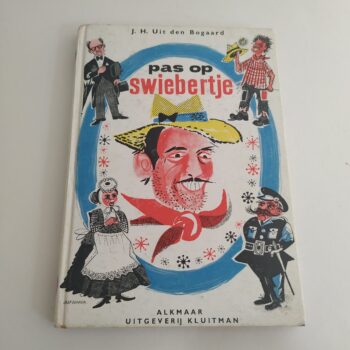 J. H. Uit den Bogaard
pas op
swiebertje
ALKMAAR
UITGEVERIJ KLUITMAN